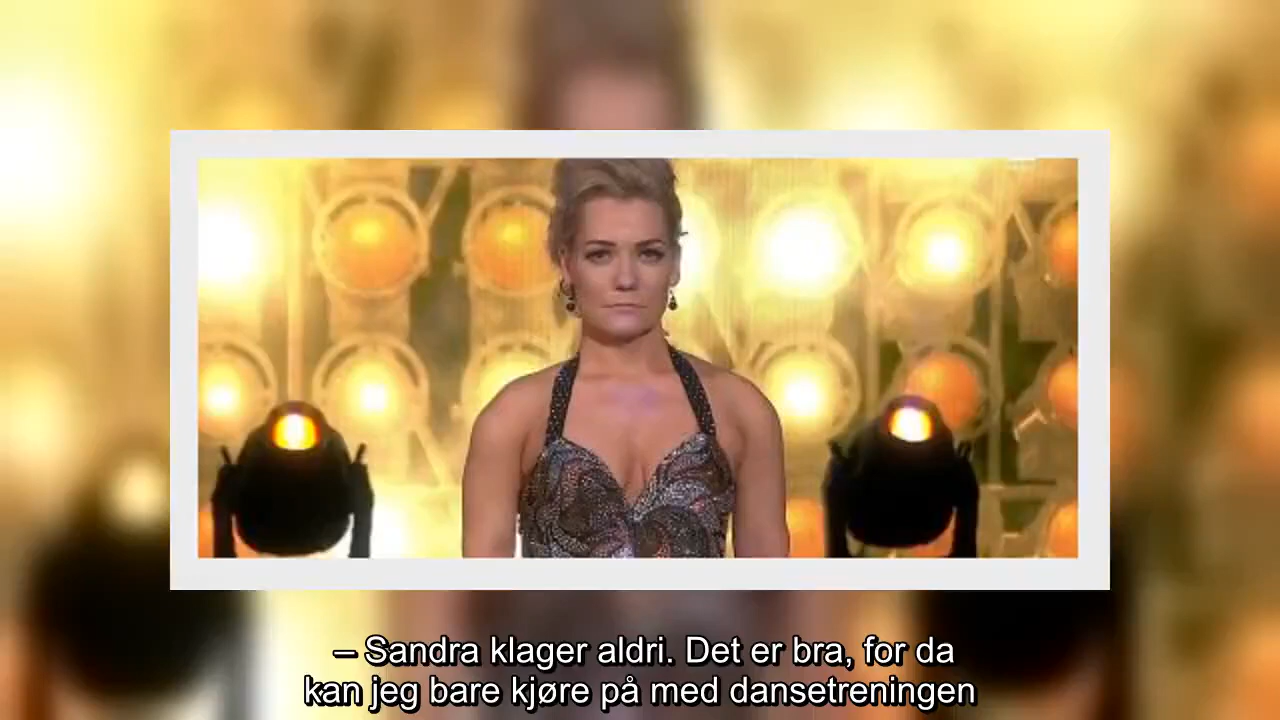 – Sandra klager aldri. Det er bra, for da
kan jeg bare kjøre på med dansetreningen